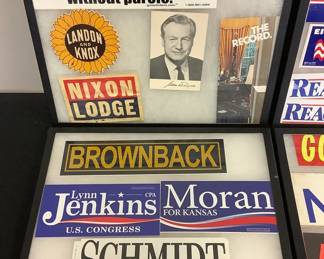 without parole.
LANDON
AND
KNOX
THE
RECORD.
NIXON
LODGE
BROWNBACK
Lynn
Jenkins CPA
U.S. CONGRESS
Moran
FOR KANSAS
SCHMIDT
EI
REA
Rea
GO
N